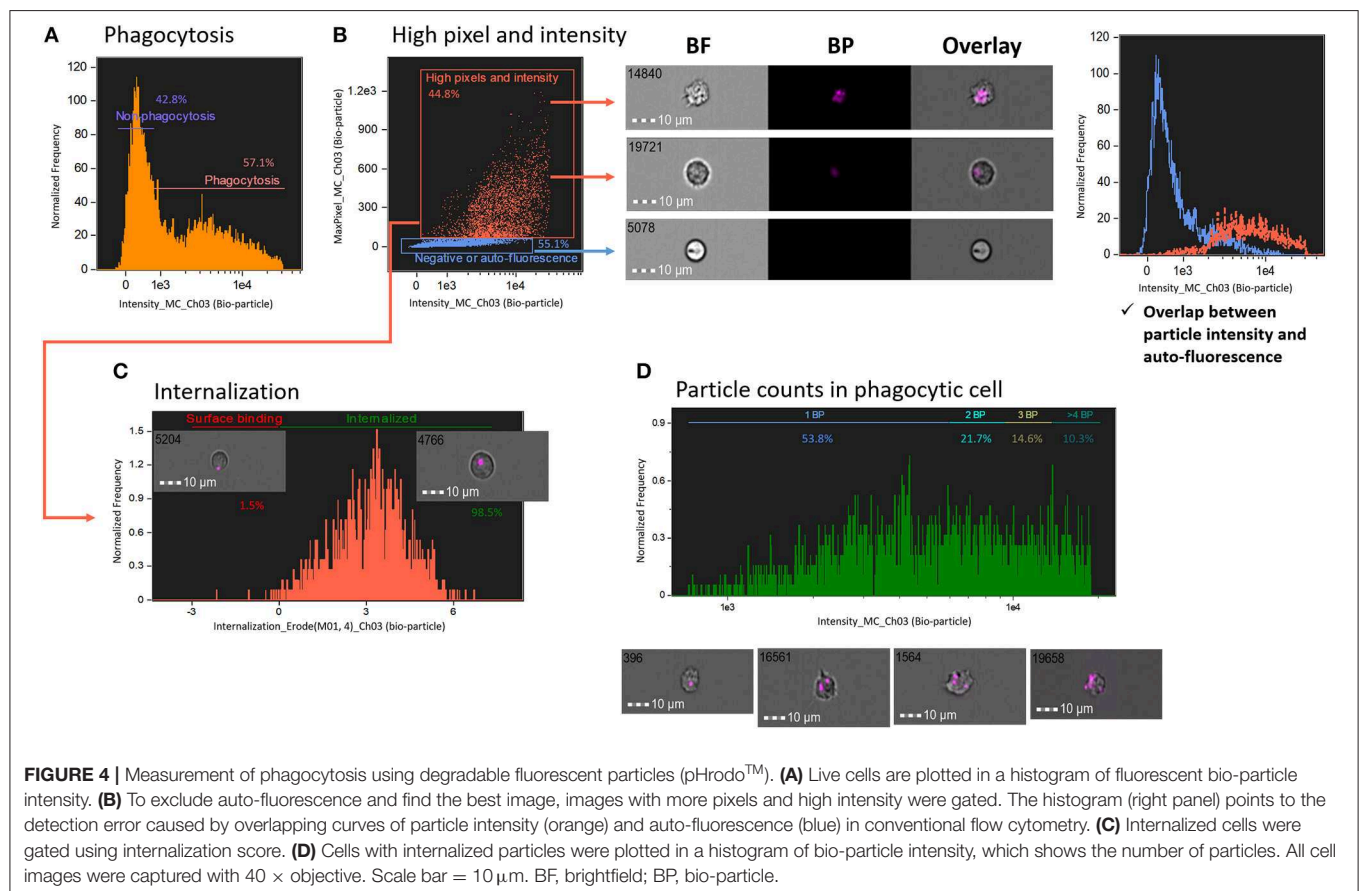 A Phagocytosis
120
100
80
60
40
20
0
Normalized Frequency
42.8%
Non-phagocytosis
57.1%
Phagocytosis
0 1e3 1e4
Intensity_MC_Ch03 (Bio-particle)
B High pixel and intensity
1.2e3
900
600
300
0
MaxPixel_MC_Ch03 (Bio-particle)
High pixels and intensity
44.8%
55.1%
Negative or auto-fluorescence
0 1e3 1e4
Intensity_MC_Ch03 (Bio-particle)
BF BP Overlay
14840
10 µm 10 µm
19721
10 µm 10 µm
5078
10 µm 10 µm
120
100
80
60
40
20
0
Normalized Frequency
0 1e3 1e4
Intensity_MC_Ch03 (Bio-particle)
✓ Overlap between
particle intensity and
auto-fluorescence
C
Internalization
Surface binding Internalized
1.5
1.2
0.9
0.6
0.3
0
Normalized Frequency
5204
10 µm
4766
10 µm
1.5%
98.5%
-3 0 3 6
Internalization_Erode(M01, 4)_Ch03 (bio-particle)
D
Particle counts in phagocytic cell
0.9
0.6
0.3
0
Normalized Frequency
1 BP 2 BP 3 BP >4 BP
53.8% 21.7% 14.6% 10.3%
1e3 1e4
Intensity_MC_Ch03 (Bio-particle)
396 16561 1564 19658
10 µm 10 µm 10 µm 10 µm
FIGURE 4 | Measurement of phagocytosis using degradable fluorescent particles (pHrodo™). (A) Live cells are plotted in a histogram of fluorescent bio-particle
intensity. (B) To exclude auto-fluorescence and find the best image, images with more pixels and high intensity were gated. The histogram (right panel) points to the
detection error caused by overlapping curves of particle intensity (orange) and auto-fluorescence (blue) in conventional flow cytometry. (C) Internalized cells were
gated using internalization score. (D) Cells with internalized particles were plotted in a histogram of bio-particle intensity, which shows the number of particles. All cell
images were captured with 40 × objective. Scale bar = 10 µm. BF, brightfield; BP, bio-particle.